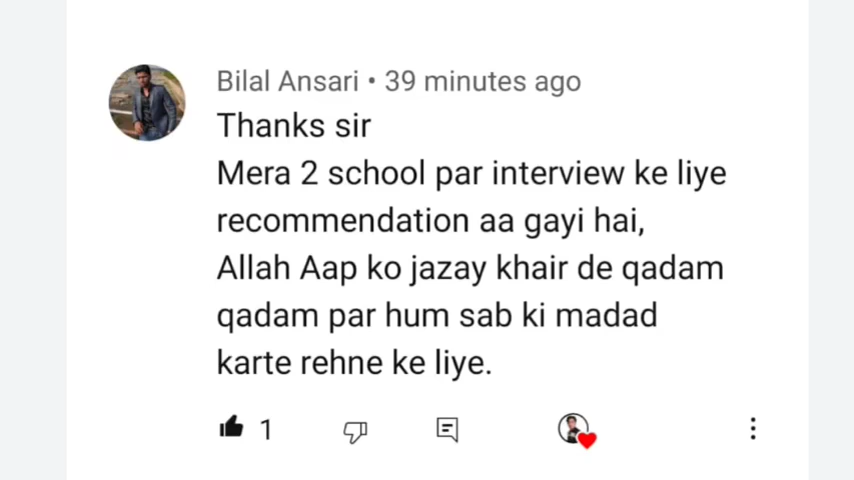 Bilal Ansari • 39 minutes ago
Thanks sir
Mera 2 school par interview ke liye
recommendation aa gayi hai,
Allah Aap ko jazay khair de qadam
qadam par hum sab ki madad
karte rehne ke liye.
1